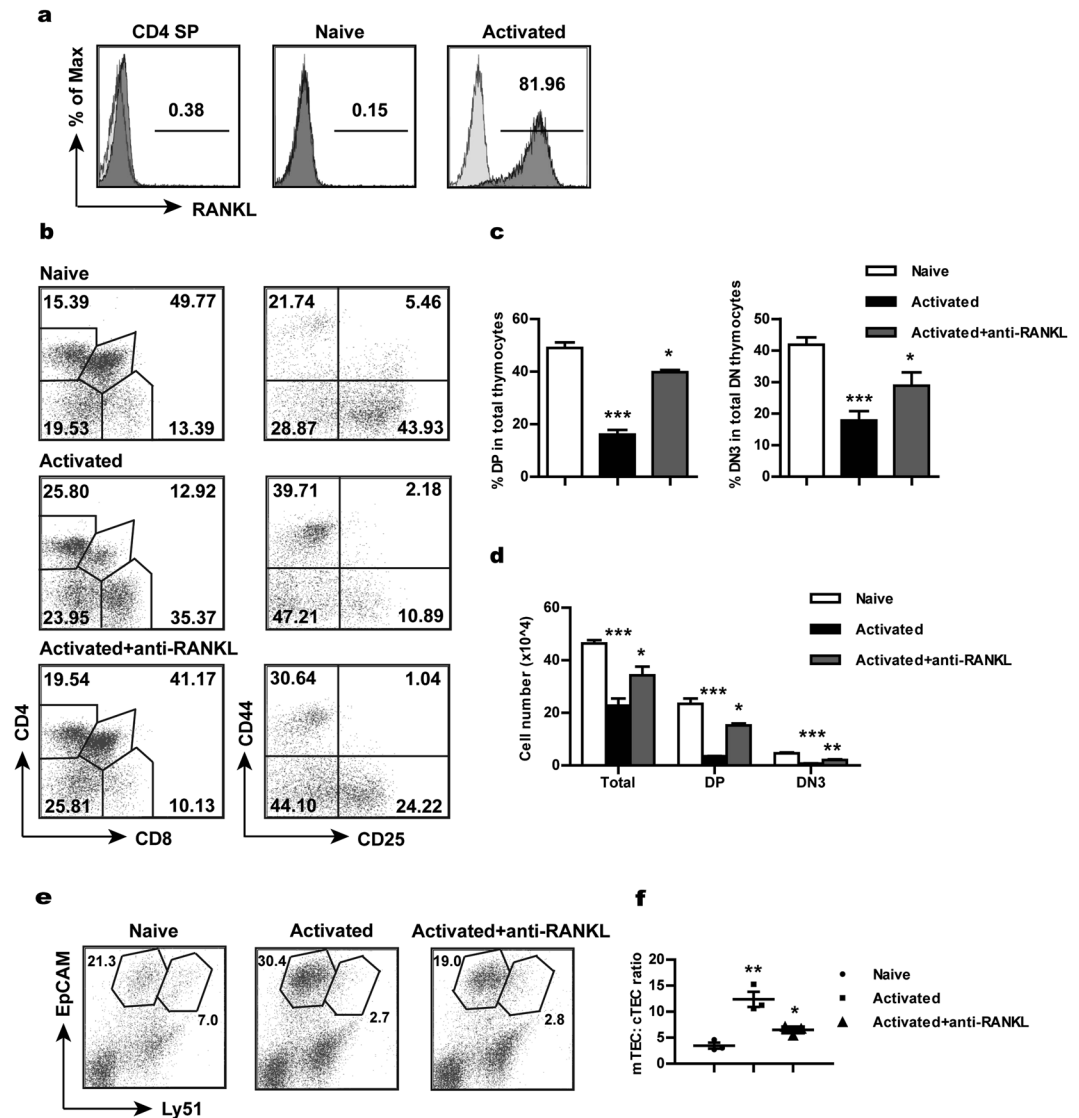 a
CD4 SP
Naive
Activated
% of Max
0.38
0.15
81.96
RANKL
b
Naive
15.39 49.77
19.53 13.39
21.74 5.46
28.87 43.93
Activated
25.80 12.92
23.95 35.37
39.71 2.18
47.21 10.89
Activated+anti-RANKL
19.54 41.17
25.81 10.13
30.64 1.04
44.10 24.22
CD4
CD8
CD44
CD25
c
Naive
Activated
Activated+anti-RANKL
% DP in total thymocytes
60
40
20
0
***
*
% DN3 in total DN thymocytes
50
40
30
20
10
0
***
*
d
Naive
Activated
Activated+anti-RANKL
Cell number (x10^4)
60
40
20
0
***
*
***
*
***
**
Total
DP
DN3
e
Naive
Activated
Activated+anti-RANKL
EpCAM
21.3
7.0
30.4
2.7
19.0
2.8
Ly51
f
mTEC: cTEC ratio
20
15
10
5
0
**
*
Naive
Activated
Activated+anti-RANKL